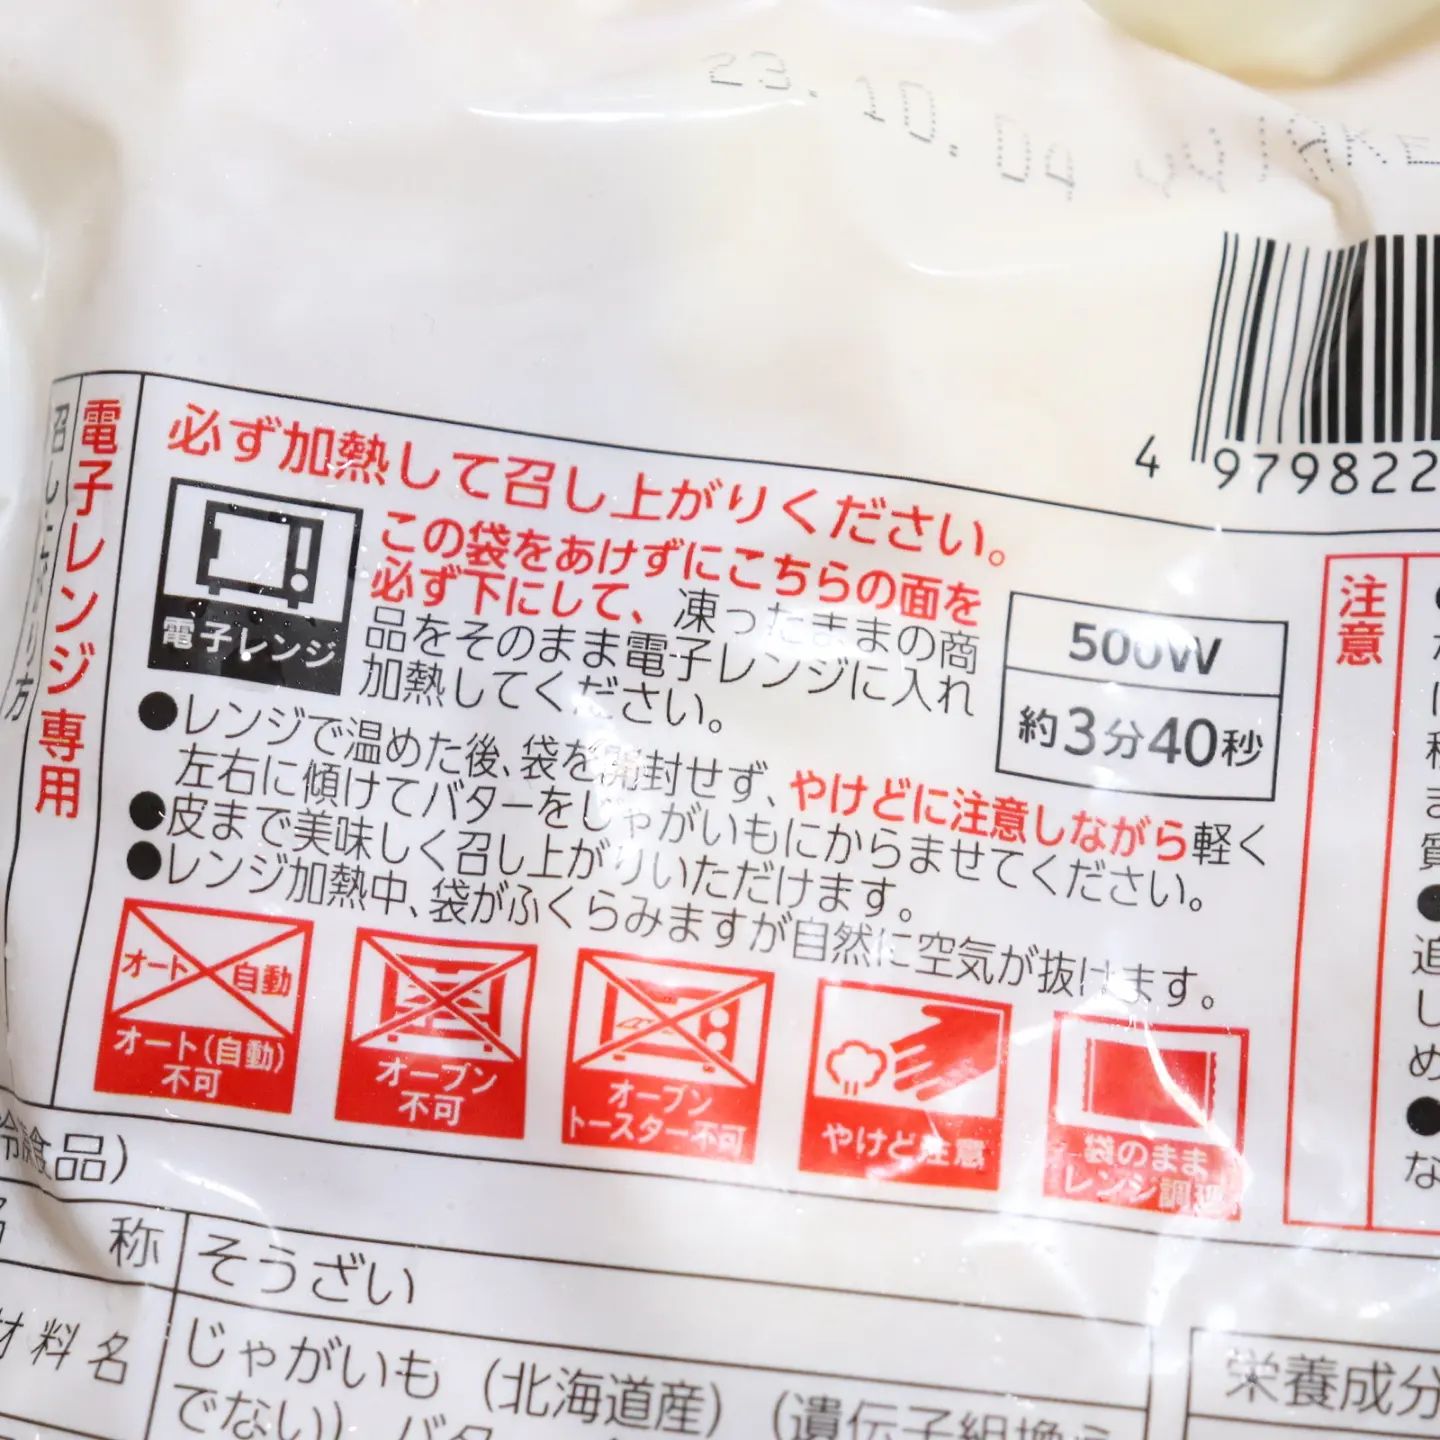 4 979822
召し上がり方
電子レンジ専用
必ず加熱して召し上がりください。
電子レンジ
この袋をあけずにこちらの面を
必ず下にして、凍ったままの商
品をそのまま電子レンジに入れ
加熱してください。
500W
約3分40秒
●レンジで温めた後、袋を開封せず、やけどに注意しながら軽く
左右に傾けてバターをじゃがいもにからませてください。
●皮まで美味しく召し上がりいただけます。
●レンジ加熱中、袋がふくらみますが自然に空気が抜けます。
オート 自動
オート(自動)
不可
オーブン
不可
オーブン
トースター不可
やけど注意
袋のまま
レンジ調理
注意
冷凍食品)
名 称
そうざい
材料名
じゃがいも(北海道産)(遺伝子組換え
でない)、バター
栄養成分